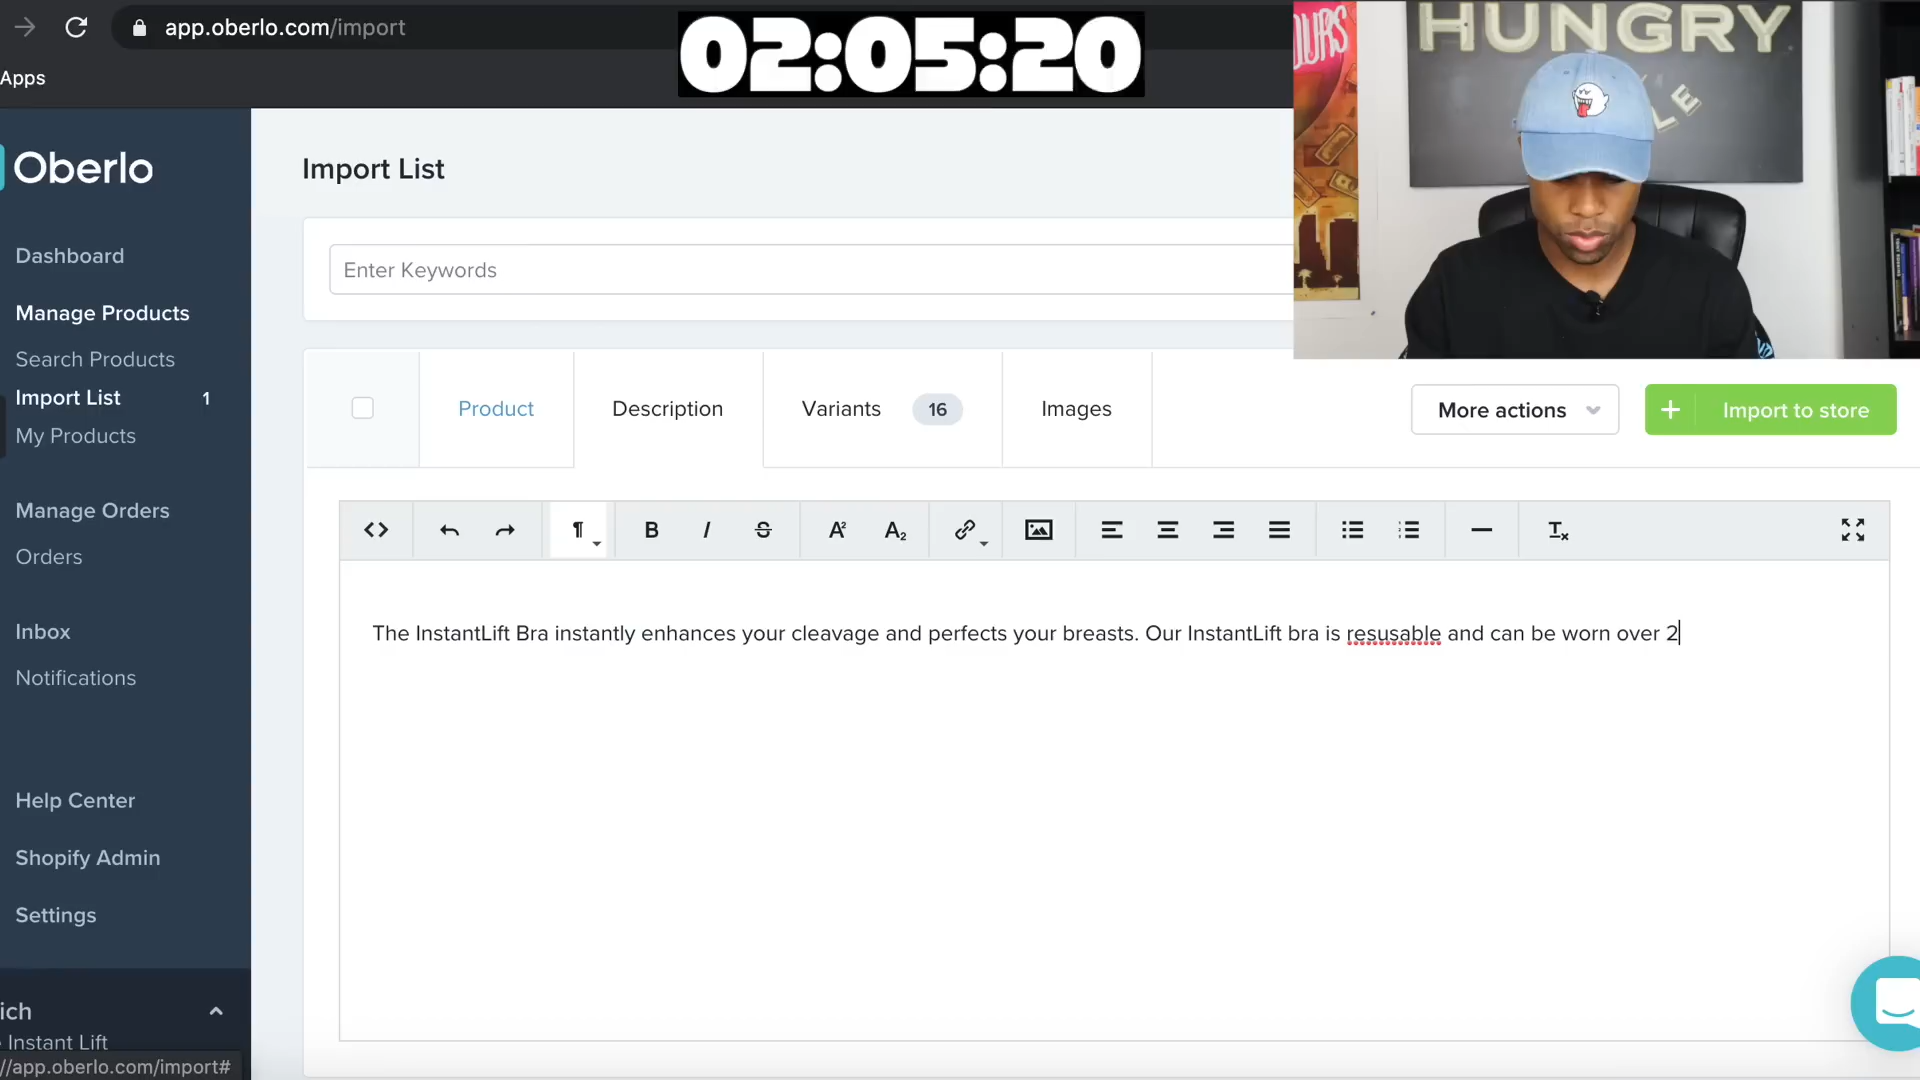 app.oberlo.com/import
02:05:20
HUNGRY
Apps
Oberlo
Import List
Dashboard
Enter Keywords
Manage Products
Search Products
Import List 1
My Products
Product
Description
Variants 16
Images
More actions
+ Import to store
Manage Orders
Orders
The InstantLift Bra instantly enhances your cleavage and perfects your breasts. Our InstantLift bra is resusable and can be worn over 2
Inbox
Notifications
Help Center
Shopify Admin
Settings
ich
Instant Lift
//app.oberlo.com/import#